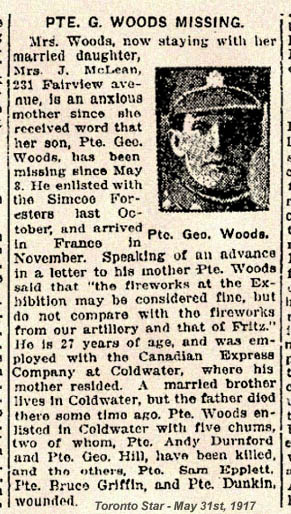 PTE. G. WOODS MISSING.
Mrs. Woods, now staying with her
married daughter,
Mrs. J. McLean,
231 Fairview ave-
nue, is an anxious
mother since she
received word that
her son, Pte. Geo.
Woods, has been
missing since May
8. He enlisted with
the Simcoe For-
esters last Oc-
tober, and arrived
in France in
Pte. Geo. Woods.
November. Speaking of an advance
in a letter to his mother Pte. Woods
said that "the fireworks at the Ex-
hibition may be considered fine, but
do not compare with the fireworks
from our artillery and that of Fritz."
He is 27 years of age, and was em-
ployed with the Canadian Express
Company at Coldwater, where his
mother resided. A married brother
lives in Coldwater, but the father died
there some time ago. Pte. Woods en-
listed in Coldwater with five chums,
two of whom, Pte. Andy Durnford
and Pte. Geo. Hill, have been killed,
and the others, Pte. Sam Epplett,
Pte. Bruce Griffin, and Pte. Dunkin,
wounded.
Toronto Star - May 31st, 1917